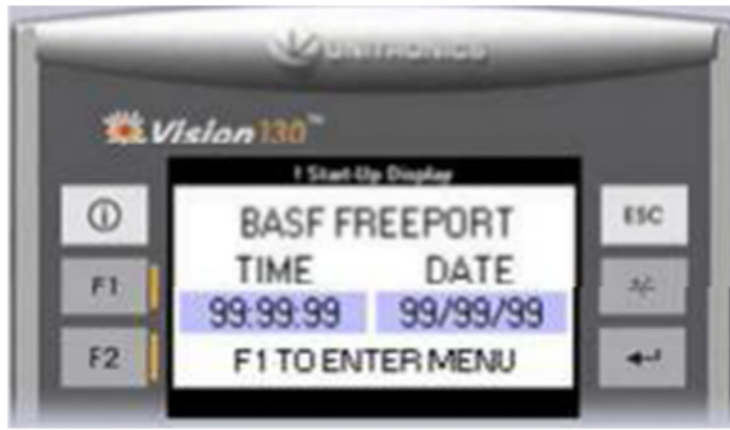 UNITRONICS
Vision130™
! Start-Up Display
BASF FREEPORT
TIME DATE
99:99:99 99/99/99
F1 TO ENTER MENU
i
F1
F2
ESC
+/-